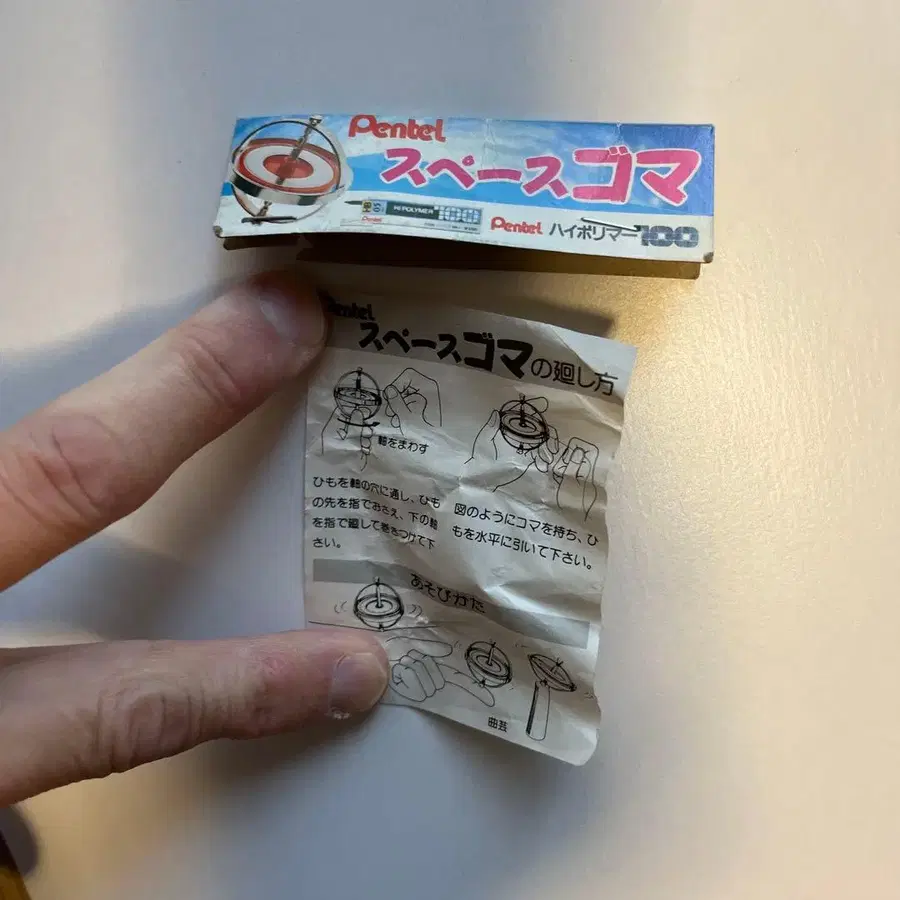 Pentel
スペースゴマ
HI-POLYMER 100
Pentel ハイポリマー100
Pentel
スペースゴマの廻し方
軸をまわす
ひもを軸の穴に通し、ひも
の先を指でおさえ、下の軸
を指で廻して巻をつけて下
さい。
図のようにコマを持ち、ひ
もを水平に引いて下さい。
あそびかた
曲芸